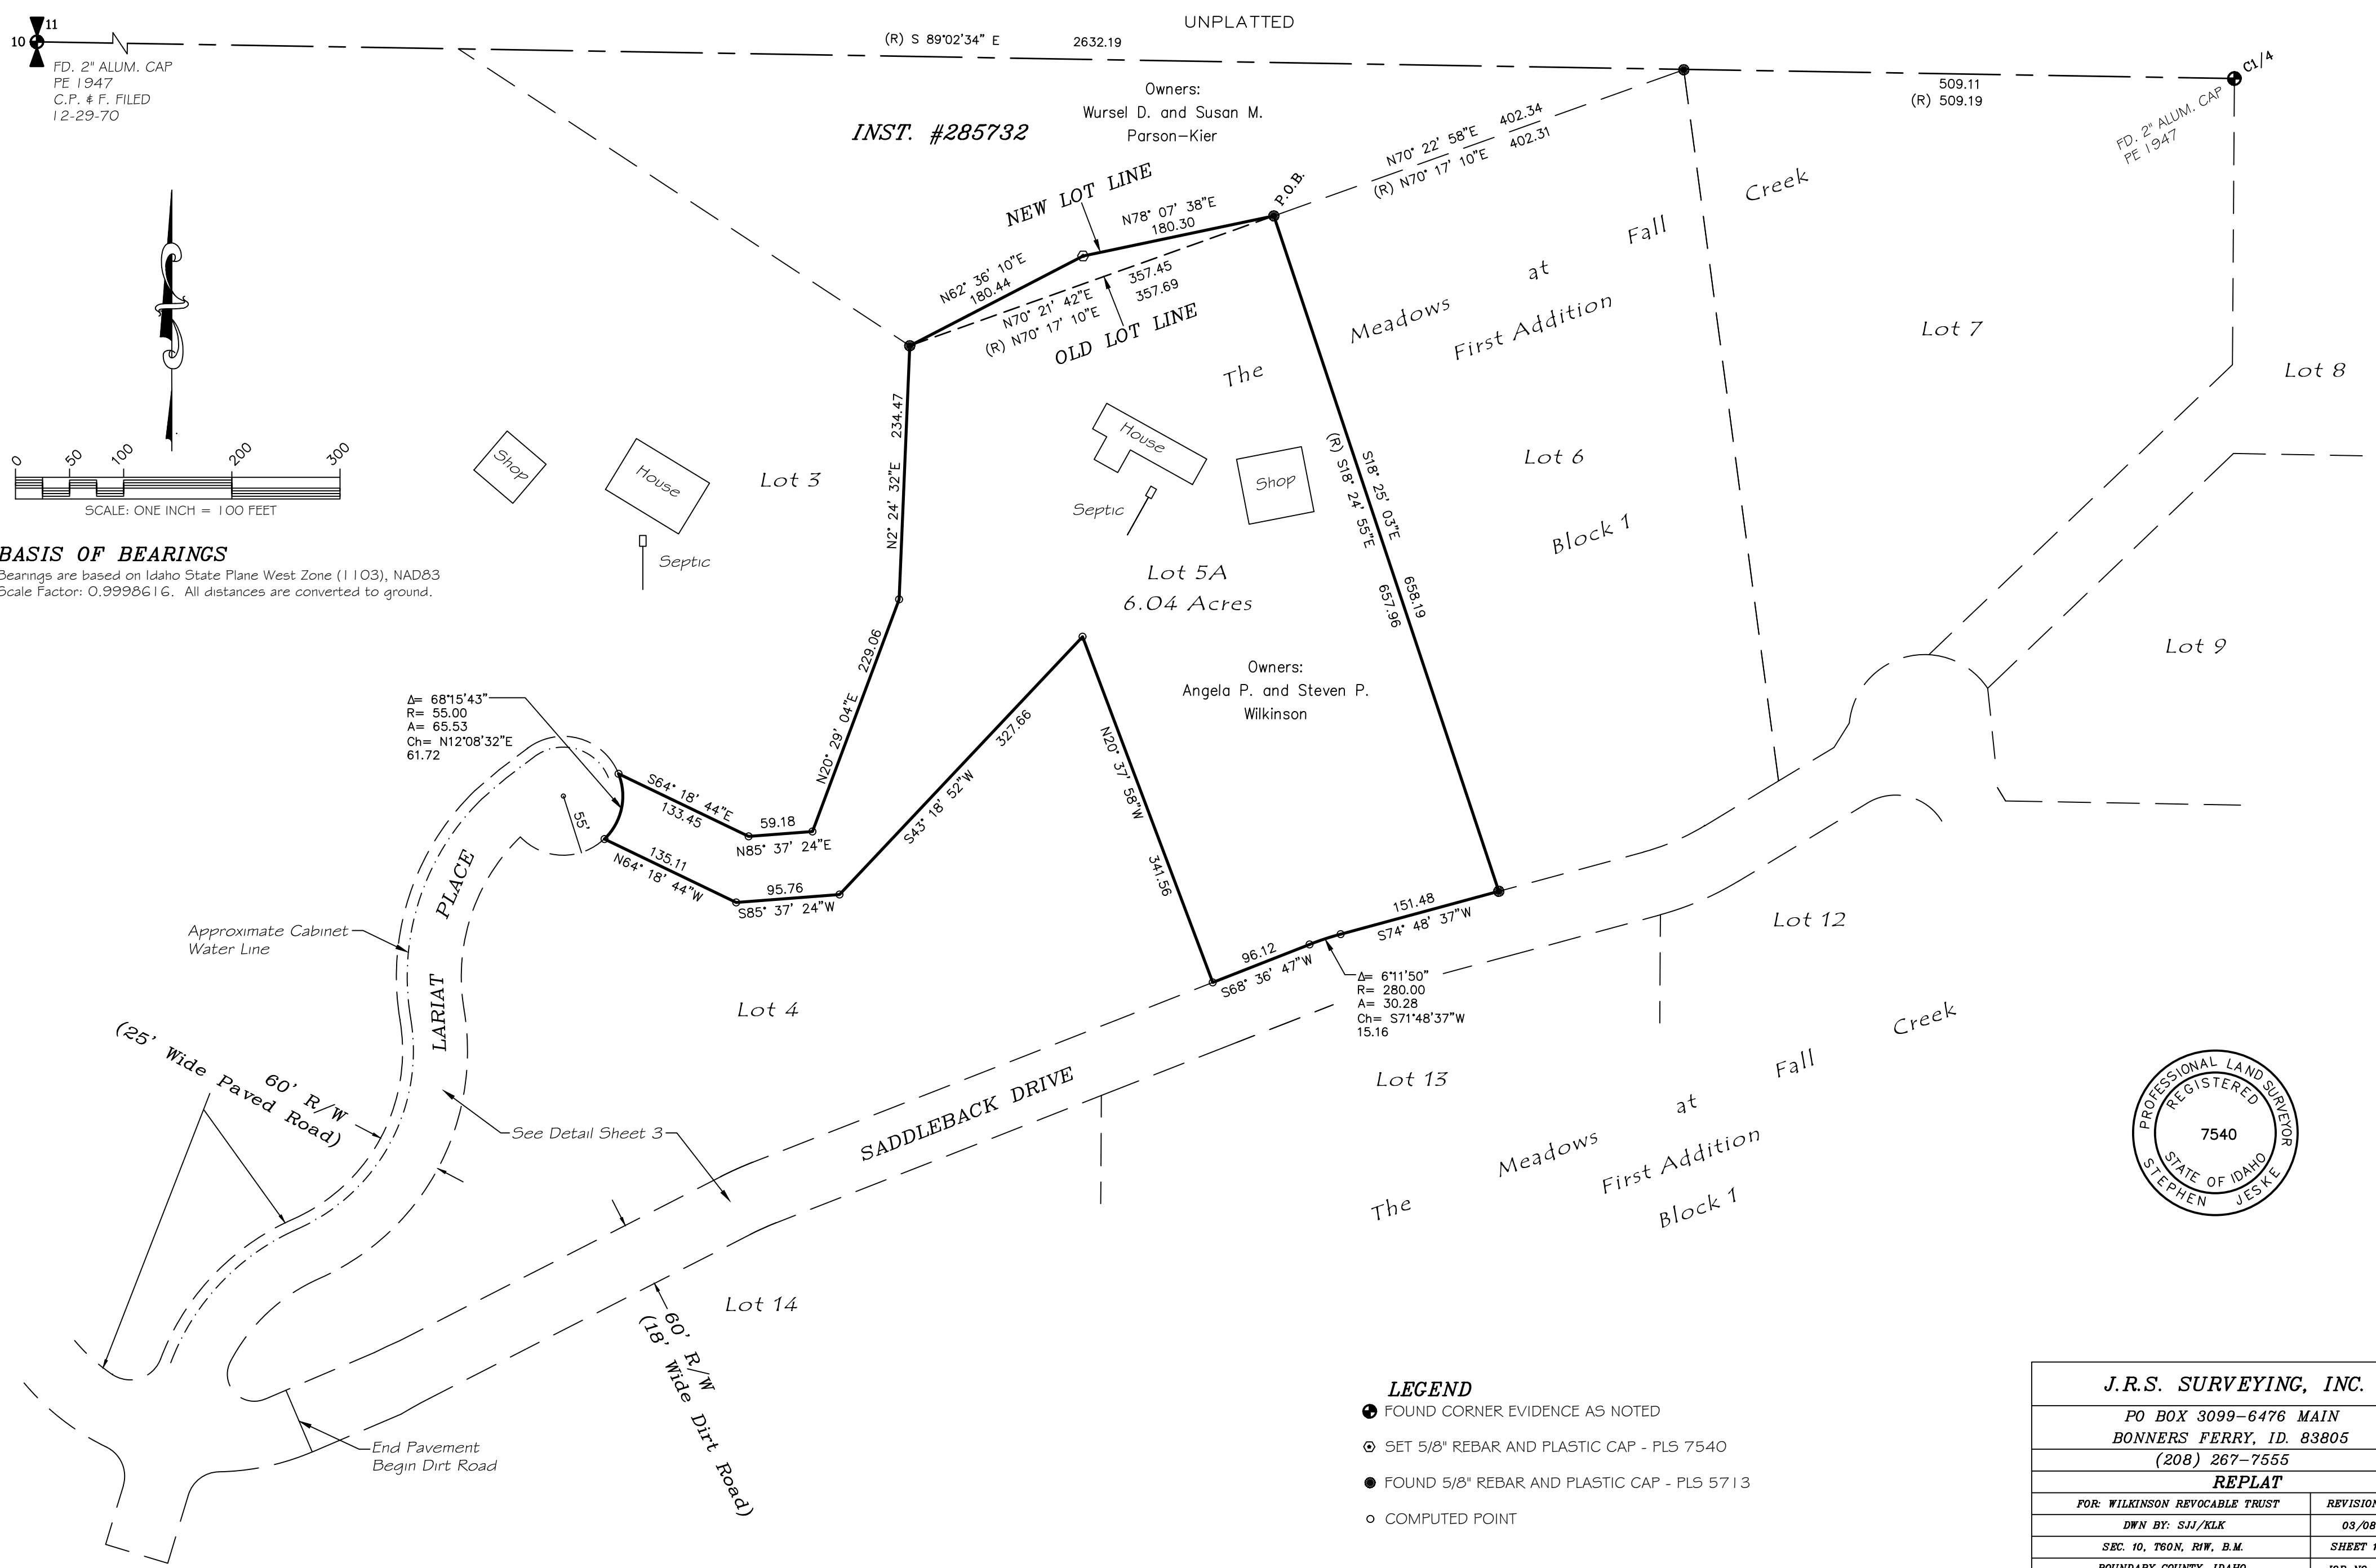 UNPLATTED
11
10
(R) S 89°02'34" E 2632.19
FD. 2" ALUM. CAP
PE 1947
C.P. & F. FILED
12-29-70
C1/4
509.11
(R) 509.19
FD. 2" ALUM. CAP
PE 1947
Owners:
Wursel D. and Susan M.
Parson-Kier
INST. #285732
N70° 22' 58"E 402.34
(R) N70° 17' 10"E 402.31
P.O.B.
NEW LOT LINE
N78° 07' 38"E
180.30
N62° 36' 10"E
180.44
357.45
357.69
N70° 21' 42"E
(R) N70° 17' 10"E
OLD LOT LINE
The Meadows at Fall Creek
First Addition
Block 1
Lot 7
Lot 8
Lot 6
Lot 9
0 50 100 200 300
SCALE: ONE INCH = 100 FEET
BASIS OF BEARINGS
Bearings are based on Idaho State Plane West Zone (1103), NAD83
Scale Factor: 0.9998616. All distances are converted to ground.
Shop
House
Septic
Lot 3
N2° 24' 32"E 234.47
House
Septic
Shop
S18° 25' 03"E 658.19
(R) S18° 24' 55"E 657.96
Lot 5A
6.04 Acres
Owners:
Angela P. and Steven P.
Wilkinson
N20° 29' 04"E 229.06
S43° 18' 52"W 327.66
N20° 37' 58"W 341.56
Δ= 68°15'43"
R= 55.00
A= 65.53
Ch= N12°08'32"E
61.72
55'
S64° 18' 44"E
133.45
59.18
N85° 37' 24"E
135.11
N64° 18' 44"W
95.76
S85° 37' 24"W
96.12
S68° 36' 47"W
151.48
S74° 48' 37"W
Δ= 6°11'50"
R= 280.00
A= 30.28
Ch= S71°48'37"W
15.16
LARIAT PLACE
Approximate Cabinet
Water Line
Lot 4
60' R/W
(25' Wide Paved Road)
See Detail Sheet 3
SADDLEBACK DRIVE
Lot 12
Lot 13
Lot 14
The Meadows at Fall Creek
First Addition
Block 1
60' R/W
(18' Wide Dirt Road)
End Pavement
Begin Dirt Road
PROFESSIONAL LAND SURVEYOR
REGISTERED
7540
STATE OF IDAHO
STEPHEN JESKE
LEGEND
FOUND CORNER EVIDENCE AS NOTED
SET 5/8" REBAR AND PLASTIC CAP - PLS 7540
FOUND 5/8" REBAR AND PLASTIC CAP - PLS 5713
COMPUTED POINT
J.R.S. SURVEYING, INC.
PO BOX 3099-6476 MAIN
BONNERS FERRY, ID. 83805
(208) 267-7555
REPLAT
FOR: WILKINSON REVOCABLE TRUST REVISION
DWN BY: SJJ/KLK 03/08
SEC. 10, T60N, R1W, B.M. SHEET 1
BOUNDARY COUNTY, IDAHO